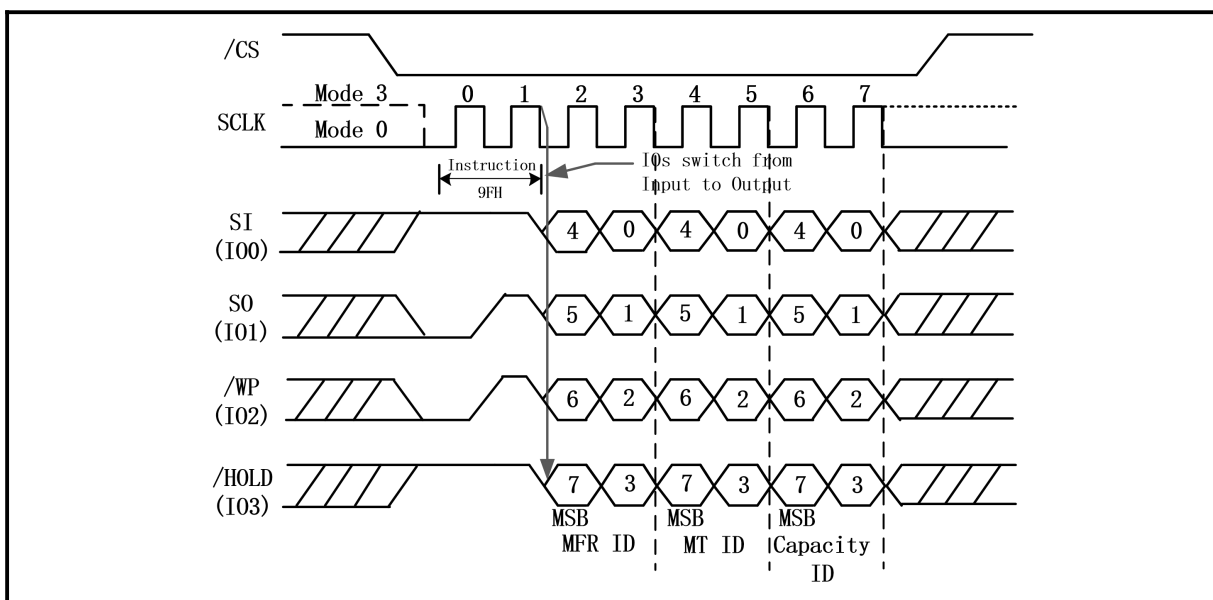 /CS
Mode 3 0 1 2 3 4 5 6 7
SCLK
Mode 0
Instruction
9FH
IOs switch from
Input to Output
SI
(IO0)
4 0 4 0 4 0
SO
(IO1)
5 1 5 1 5 1
/WP
(IO2)
6 2 6 2 6 2
/HOLD
(IO3)
7 3 7 3 7 3
MSB MSB MSB
MFR ID MT ID Capacity
ID